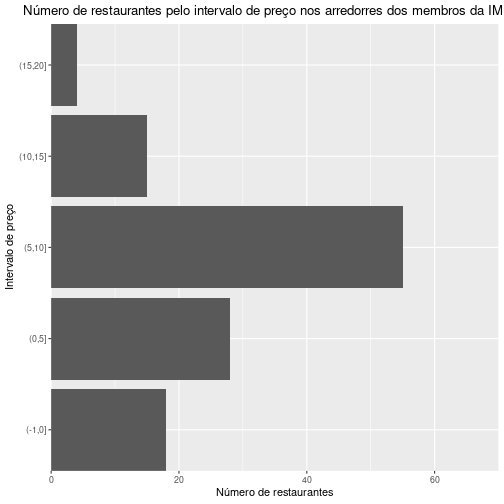 Número de restaurantes pelo intervalo de preço nos arredorres dos membros da IM
(15,20]
(10,15]
(5,10]
(0,5]
(-1,0]
Intervalo de preço
0 20 40 60
Número de restaurantes